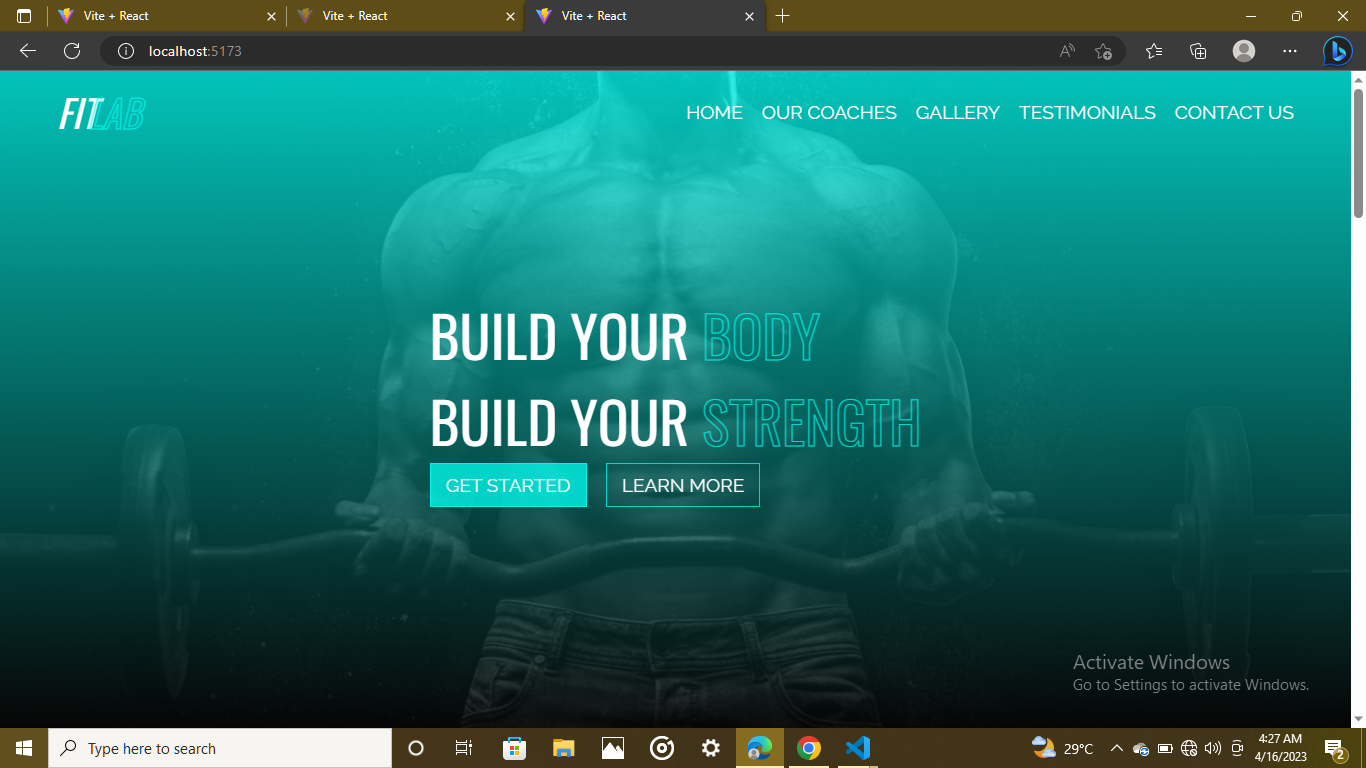 Vite + React
Vite + React
Vite + React
localhost:5173
FITLAB
HOME OUR COACHES GALLERY TESTIMONIALS CONTACT US
BUILD YOUR BODY
BUILD YOUR STRENGTH
GET STARTED LEARN MORE
Activate Windows
Go to Settings to activate Windows.
Type here to search
29°C
4:27 AM
4/16/2023
2